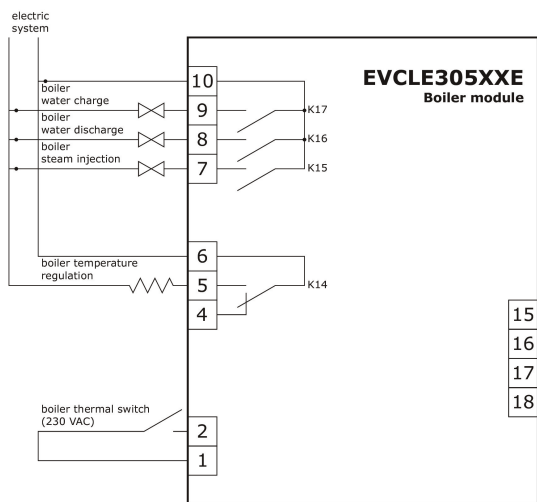 electric
system
EVCLE305XXE
Boiler module
10
boiler
water charge
9
K17
boiler
water discharge
8
K16
boiler
steam injection
7
K15
6
boiler temperature
regulation
5
K14
4
15
16
17
18
boiler thermal switch
(230 VAC)
2
1